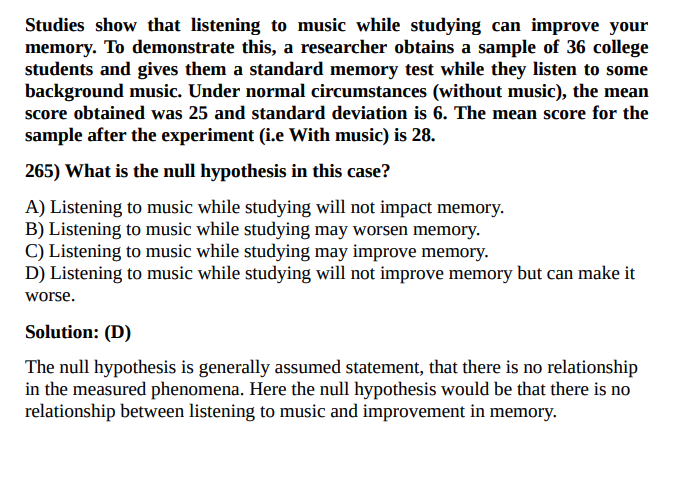 Studies show that listening to music while studying can improve your
memory. To demonstrate this, a researcher obtains a sample of 36 college
students and gives them a standard memory test while they listen to some
background music. Under normal circumstances (without music), the mean
score obtained was 25 and standard deviation is 6. The mean score for the
sample after the experiment (i.e With music) is 28.
265) What is the null hypothesis in this case?
A) Listening to music while studying will not impact memory.
B) Listening to music while studying may worsen memory.
C) Listening to music while studying may improve memory.
D) Listening to music while studying will not improve memory but can make it
worse.
Solution: (D)
The null hypothesis is generally assumed statement, that there is no relationship
in the measured phenomena. Here the null hypothesis would be that there is no
relationship between listening to music and improvement in memory.